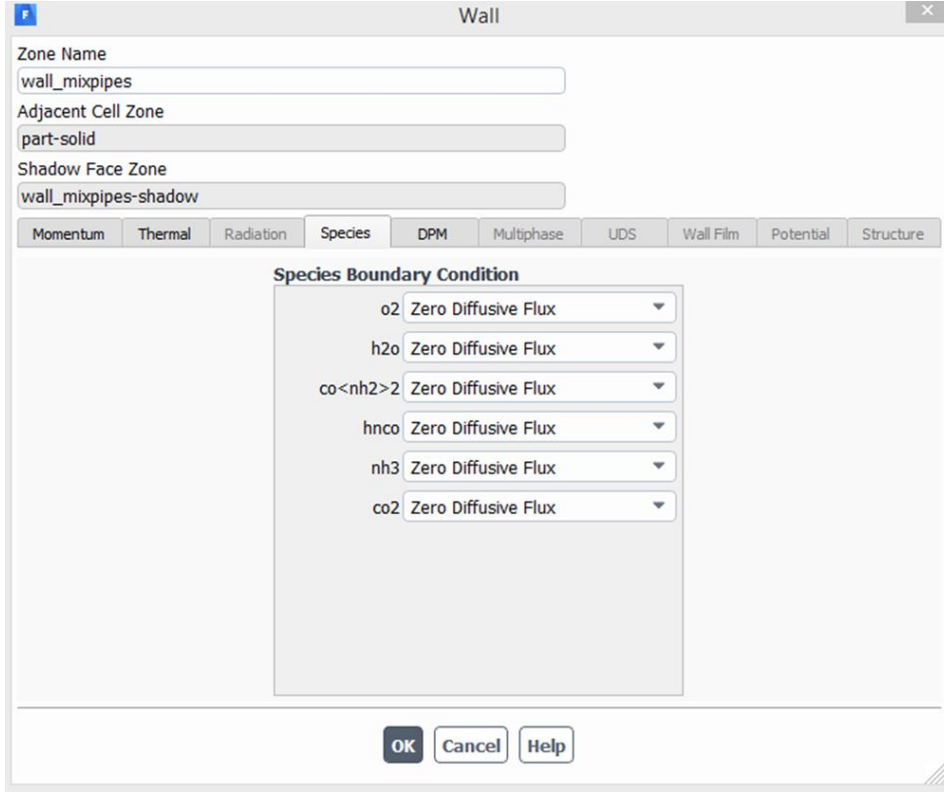 Wall
Zone Name
wall_mixpipes
Adjacent Cell Zone
part-solid
Shadow Face Zone
wall_mixpipes-shadow
Momentum Thermal Radiation Species DPM Multiphase UDS Wall Film Potential Structure
Species Boundary Condition
o2 Zero Diffusive Flux
h2o Zero Diffusive Flux
co<nh2>2 Zero Diffusive Flux
hnco Zero Diffusive Flux
nh3 Zero Diffusive Flux
co2 Zero Diffusive Flux
OK Cancel Help